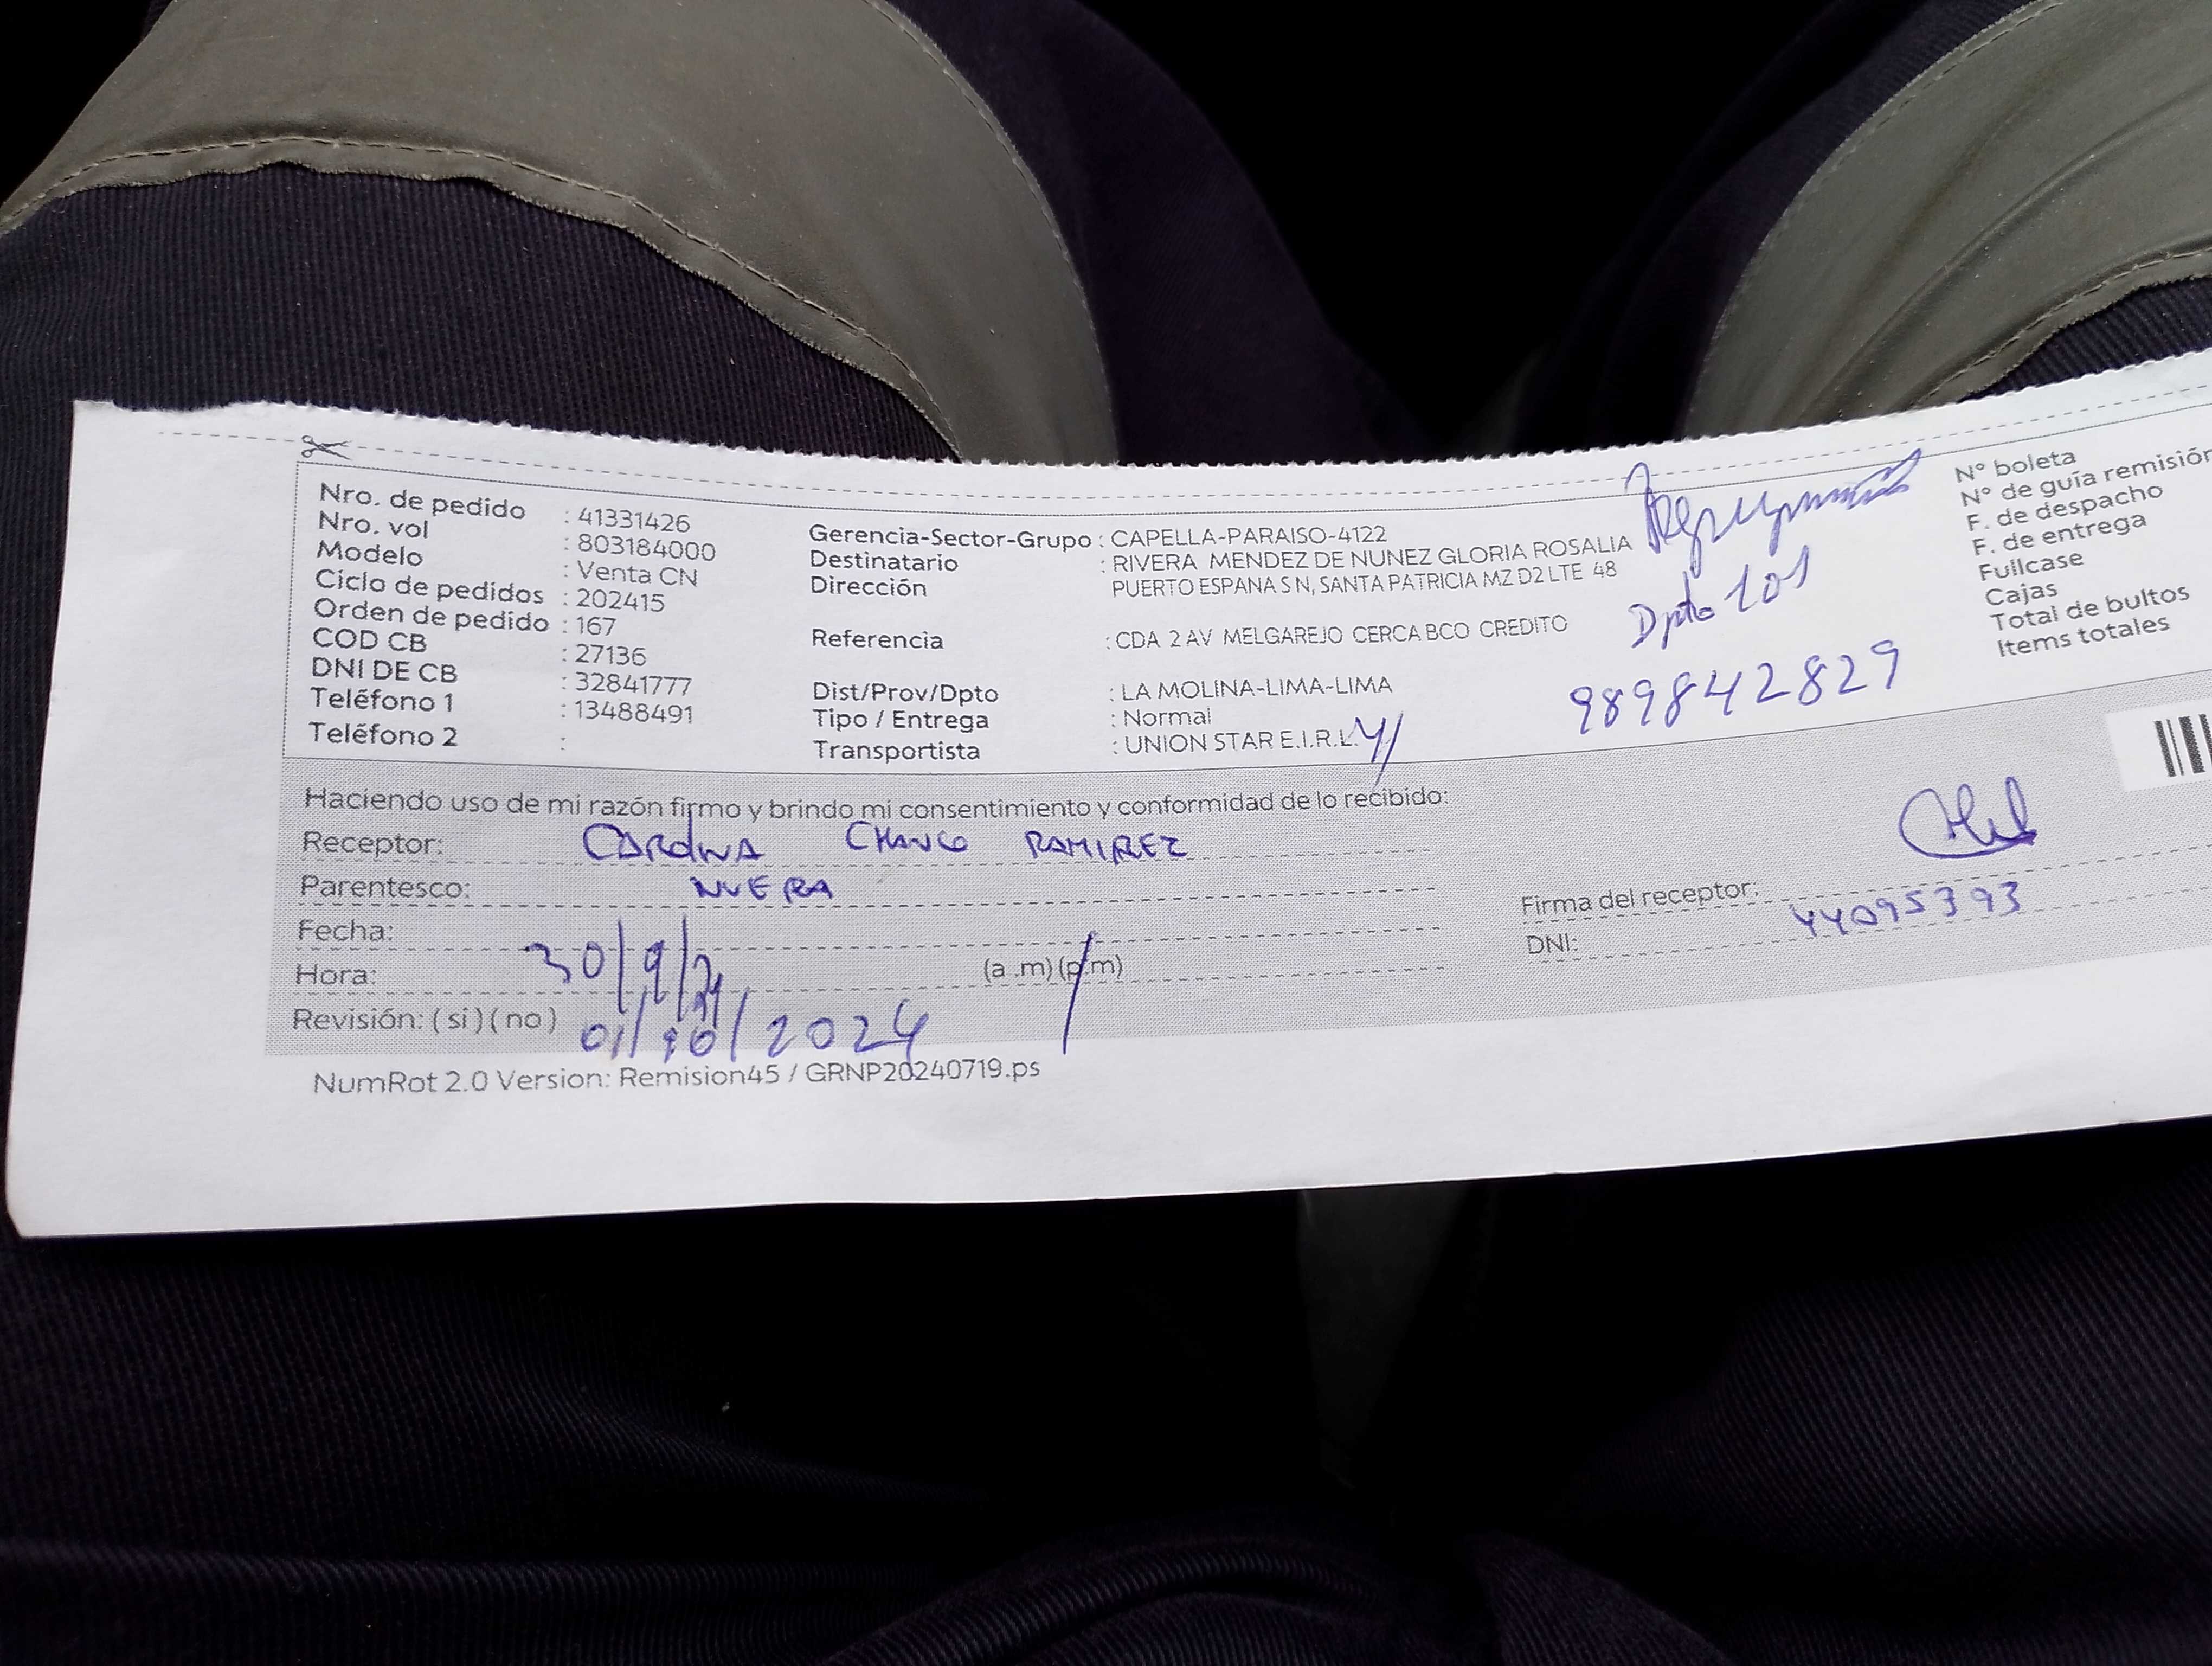 Nro. de pedido : 41331426
Nro. vol : 803184000
Modelo : Venta CN
Ciclo de pedidos : 202415
Orden de pedido : 167
COD CB : 27136
DNI DE CB : 32841777
Teléfono 1 : 13488491
Teléfono 2 :
Gerencia-Sector-Grupo : CAPELLA-PARAISO-4122
Destinatario : RIVERA MENDEZ DE NUNEZ GLORIA ROSALIA
Dirección PUERTO ESPANA S N, SANTA PATRICIA MZ D2 LTE 48
Referencia : CDA 2 AV MELGAREJO CERCA BCO CREDITO
Dist/Prov/Dpto : LA MOLINA-LIMA-LIMA
Tipo / Entrega : Normal
Transportista : UNION STAR E.I.R.L.
Dpto 101
989842829
N° boleta
N° de guía remisión
F. de despacho
F. de entrega
Fullcase
Cajas
Total de bultos
Items totales
Haciendo uso de mi razón firmo y brindo mi consentimiento y conformidad de lo recibido:
Receptor: RAMIREZ
Parentesco: NUERA
Fecha: 30/9/24
Hora: (a .m) (p.m)
Revisión: ( si ) ( no ) 01/10/2024
Firma del receptor:
DNI: 44095393
NumRot 2.0 Version: Remision45 / GRNP20240719.ps